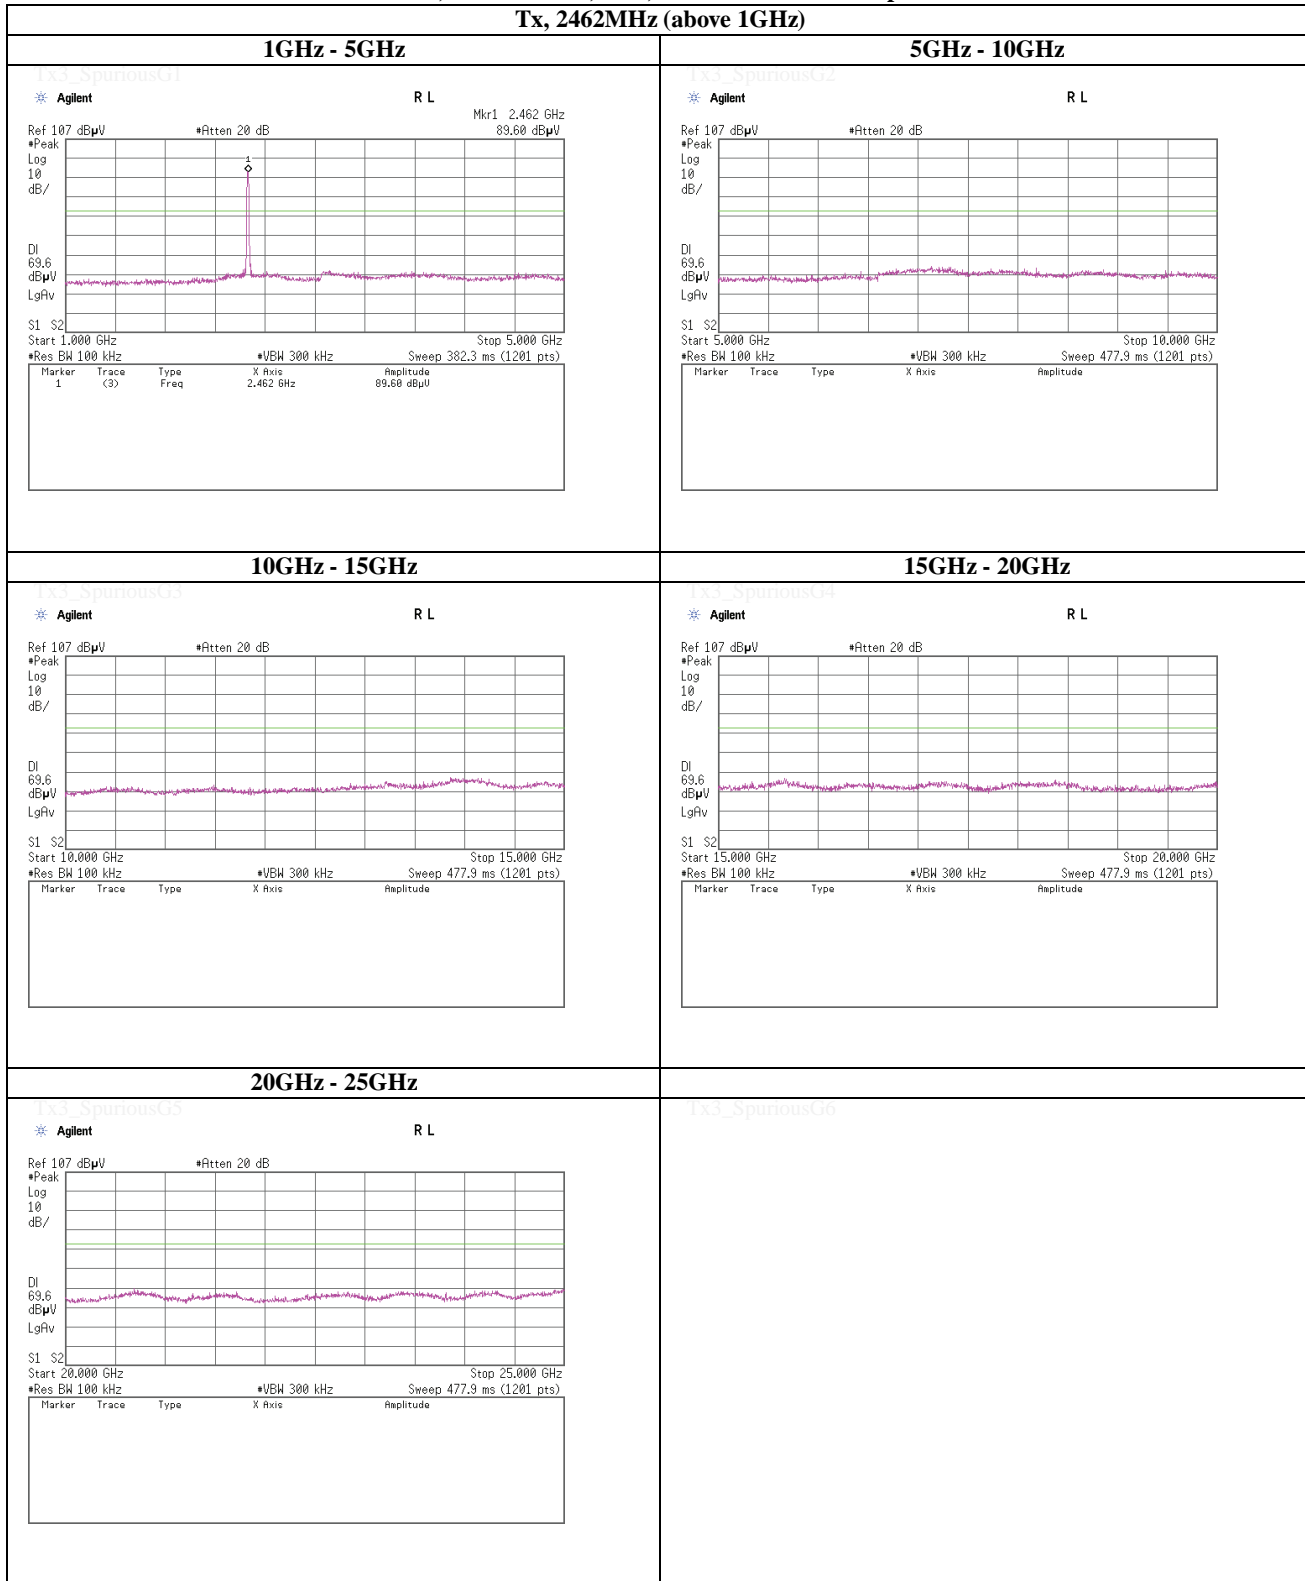 Tx, 2462MHz (above 1GHz)
1GHz - 5GHz
5GHz - 10GHz
Tx3_SpuriousG1
Agilent
R L
Mkr1 2.462 GHz
Ref 107 dBµV
#Atten 20 dB
89.60 dBµV
#Peak
Log
10
dB/
1
DI
69.6
dBµV
LgAv
S1 S2
Start 1.000 GHz
Stop 5.000 GHz
#Res BW 100 kHz
#VBW 300 kHz
Sweep 382.3 ms (1201 pts)
Marker Trace Type X Axis Amplitude
1 (3) Freq 2.462 GHz 89.60 dBµV
Tx3_SpuriousG2
Agilent
R L
Ref 107 dBµV
#Atten 20 dB
#Peak
Log
10
dB/
DI
69.6
dBµV
LgAv
S1 S2
Start 5.000 GHz
Stop 10.000 GHz
#Res BW 100 kHz
#VBW 300 kHz
Sweep 477.9 ms (1201 pts)
Marker Trace Type X Axis Amplitude
10GHz - 15GHz
15GHz - 20GHz
Tx3_SpuriousG3
Agilent
R L
Ref 107 dBµV
#Atten 20 dB
#Peak
Log
10
dB/
DI
69.6
dBµV
LgAv
S1 S2
Start 10.000 GHz
Stop 15.000 GHz
#Res BW 100 kHz
#VBW 300 kHz
Sweep 477.9 ms (1201 pts)
Marker Trace Type X Axis Amplitude
Tx3_SpuriousG4
Agilent
R L
Ref 107 dBµV
#Atten 20 dB
#Peak
Log
10
dB/
DI
69.6
dBµV
LgAv
S1 S2
Start 15.000 GHz
Stop 20.000 GHz
#Res BW 100 kHz
#VBW 300 kHz
Sweep 477.9 ms (1201 pts)
Marker Trace Type X Axis Amplitude
20GHz - 25GHz
Tx3_SpuriousG5
Agilent
R L
Ref 107 dBµV
#Atten 20 dB
#Peak
Log
10
dB/
DI
69.6
dBµV
LgAv
S1 S2
Start 20.000 GHz
Stop 25.000 GHz
#Res BW 100 kHz
#VBW 300 kHz
Sweep 477.9 ms (1201 pts)
Marker Trace Type X Axis Amplitude
Tx3_SpuriousG6